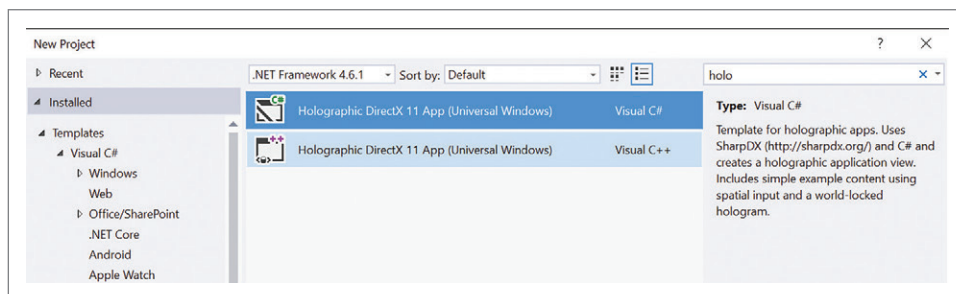 New Project
?
Recent
.NET Framework 4.6.1
Sort by: Default
holo
Installed
Templates
Visual C#
Windows
Web
Office/SharePoint
.NET Core
Android
Apple Watch
C#
Holographic DirectX 11 App (Universal Windows)
Visual C#
++
Holographic DirectX 11 App (Universal Windows)
Visual C++
Type: Visual C#
Template for holographic apps. Uses
SharpDX (http://sharpdx.org/) and C# and
creates a holographic application view.
Includes simple example content using
spatial input and a world-locked
hologram.